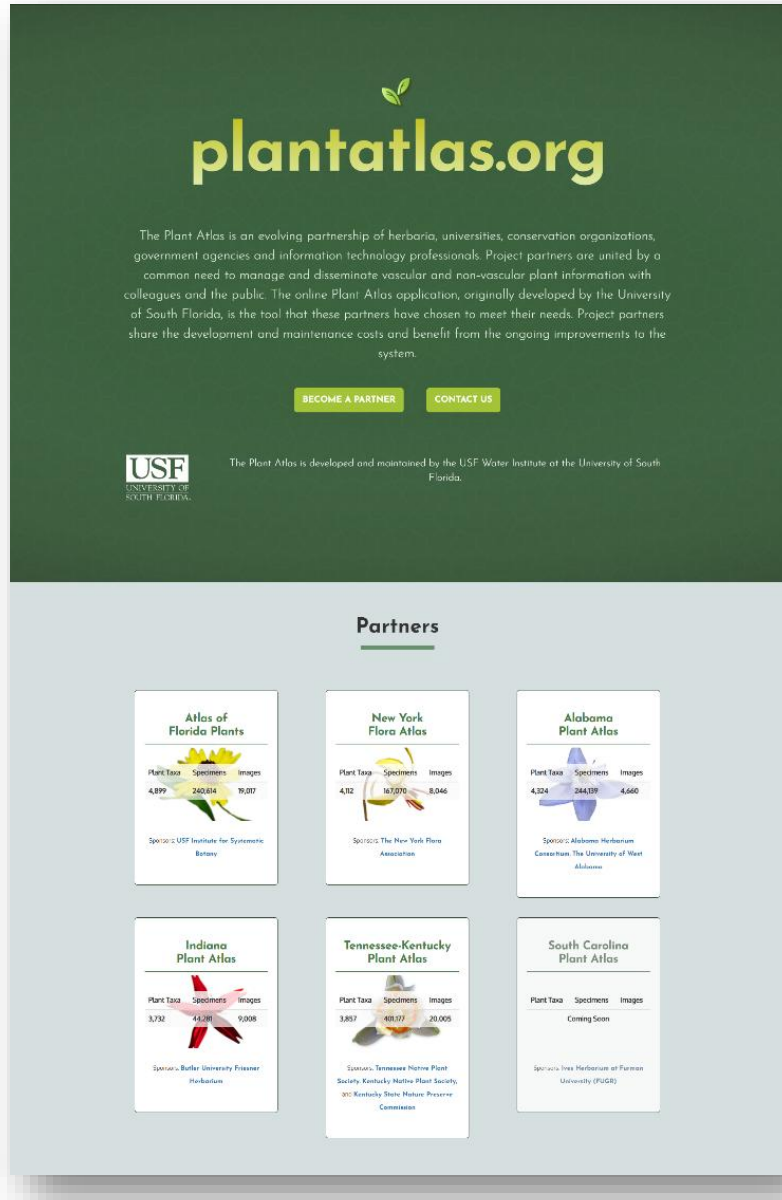 plantatlas.org
The Plant Atlas is an evolving partnership of herbaria, universities, conservation organizations,
government agencies and information technology professionals. Project partners are united by a
common need to manage and disseminate vascular and non-vascular plant information with
colleagues and the public. The online Plant Atlas application, originally developed by the University
of South Florida, is the tool that these partners have chosen to meet their needs. Project partners
share the development and maintenance costs and benefit from the ongoing improvements to the
system.
BECOME A PARTNER CONTACT US
USF
UNIVERSITY OF
SOUTH FLORIDA
The Plant Atlas is developed and maintained by the USF Water Institute at the University of South
Florida.
Partners
Atlas of
Florida Plants
Plant Taxa Specimens Images
4,899 240,614 19,017
Sponsors: USF Institute for Systematic
Botany
New York
Flora Atlas
Plant Taxa Specimens Images
4,112 167,070 8,046
Sponsors: The New York Flora
Association
Alabama
Plant Atlas
Plant Taxa Specimens Images
4,324 244,139 4,660
Sponsors: Alabama Herbarium
Consortium, The University of West
Alabama
Indiana
Plant Atlas
Plant Taxa Specimens Images
3,732 44,281 9,008
Sponsors: Butler University Friesner
Herbarium
Tennessee-Kentucky
Plant Atlas
Plant Taxa Specimens Images
3,857 401,177 20,005
Sponsors: Tennessee Native Plant
Society, Kentucky Native Plant Society,
and Kentucky State Nature Preserve
Commission
South Carolina
Plant Atlas
Plant Taxa Specimens Images
Coming Soon
Sponsors: Ives Herbarium at Furman
University (FUGR)